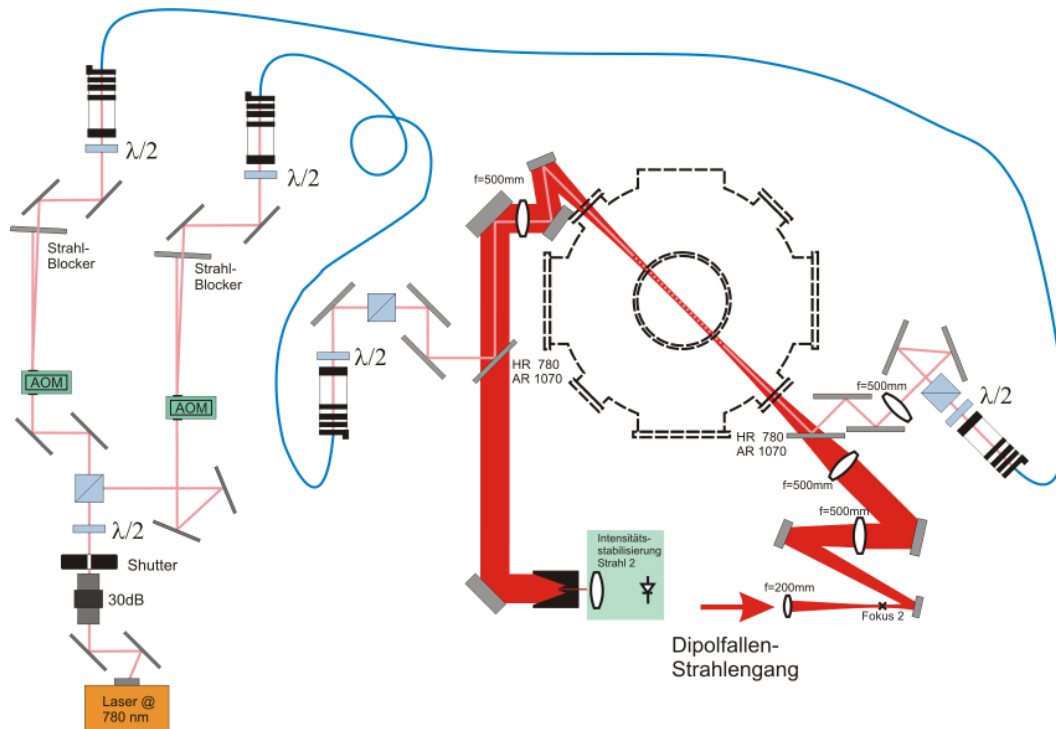 λ/2
λ/2
f=500mm
Strahl-
Blocker
Strahl-
Blocker
λ/2
HR 780
AR 1070
AOM
AOM
f=500mm
λ/2
HR 780
AR 1070
f=500mm
f=500mm
λ/2
Shutter
Intensitäts-
stabilisierung
Strahl 2
30dB
f=200mm
Fokus 2
Dipolfallen-
Strahlengang
Laser @
780 nm